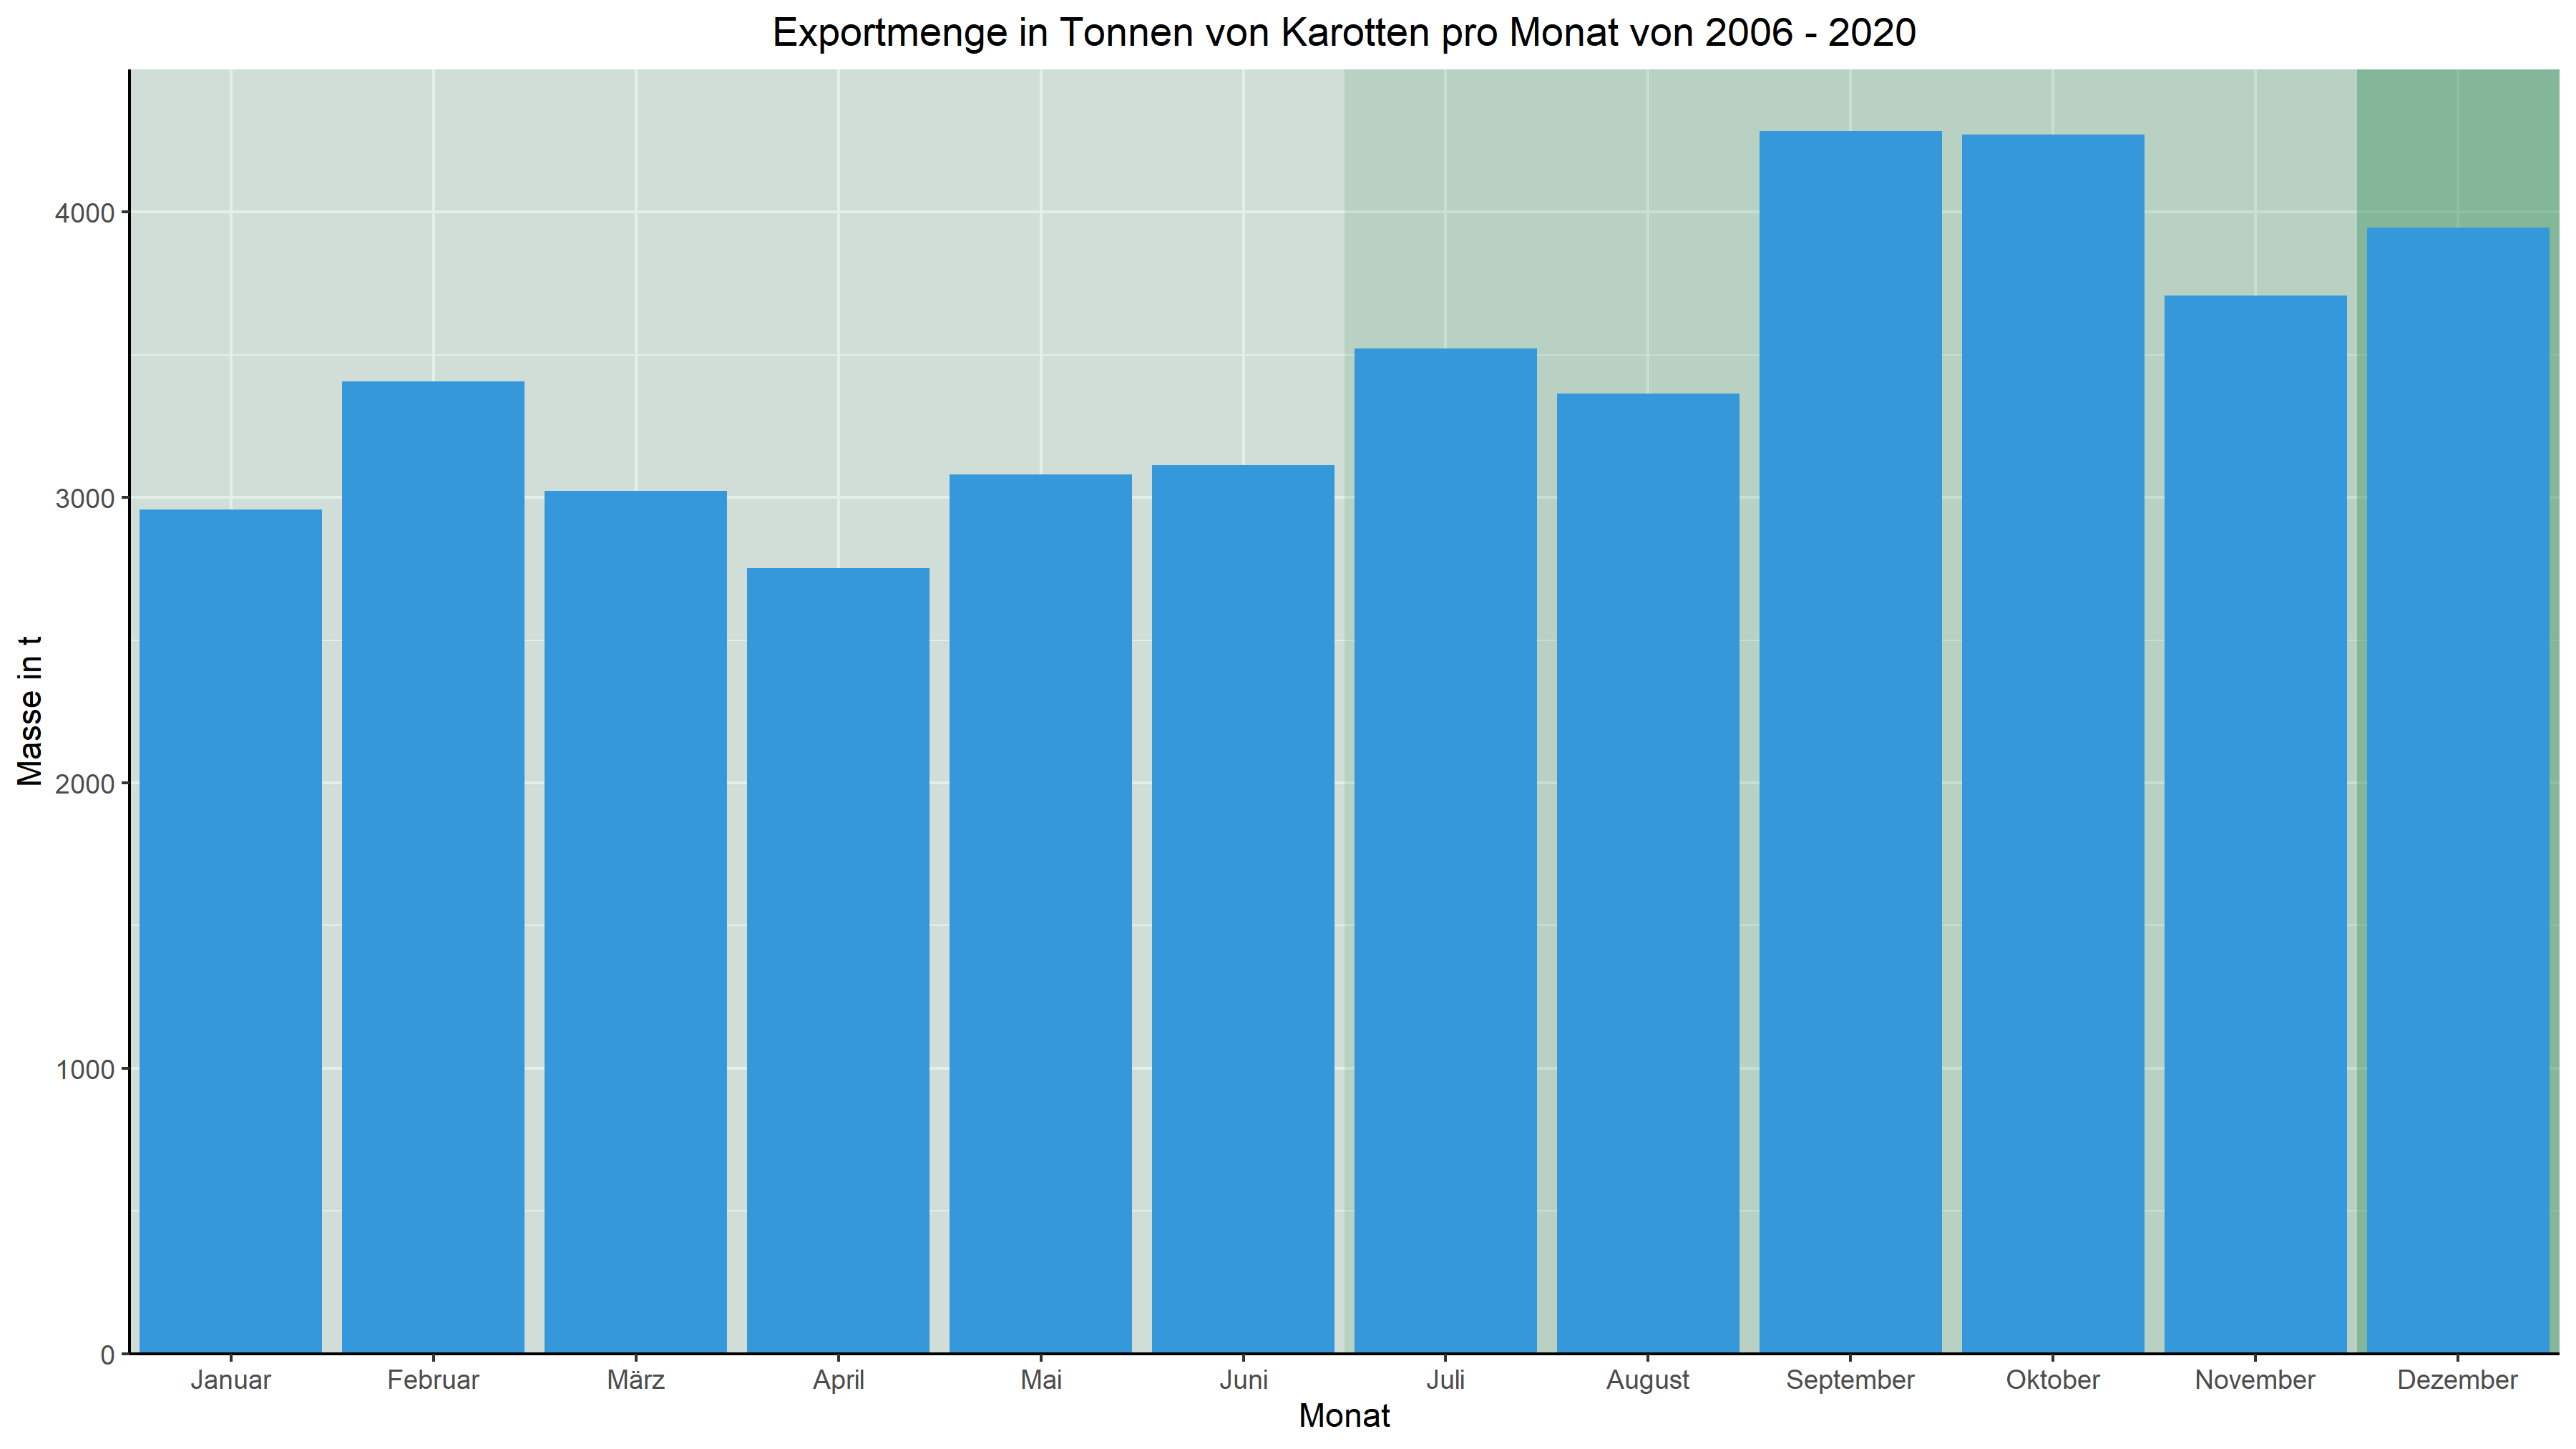 Exportmenge in Tonnen von Karotten pro Monat von 2006 - 2020
4000
3000
2000
1000
0
Masse in t
Januar Februar März April Mai Juni Juli August September Oktober November Dezember
Monat